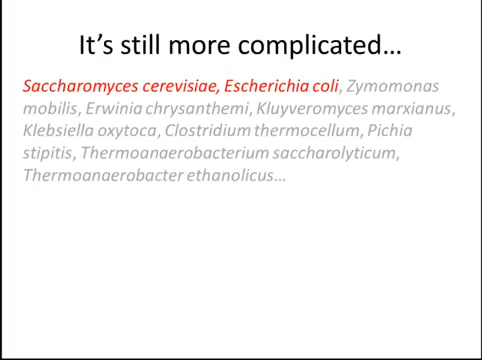 It's still more complicated…
Saccharomyces cerevisiae, Escherichia coli, Zymomonas
mobilis, Erwinia chrysanthemi, Kluyveromyces marxianus,
Klebsiella oxytoca, Clostridium thermocellum, Pichia
stipitis, Thermoanaerobacterium saccharolyticum,
Thermoanaerobacter ethanolicus…